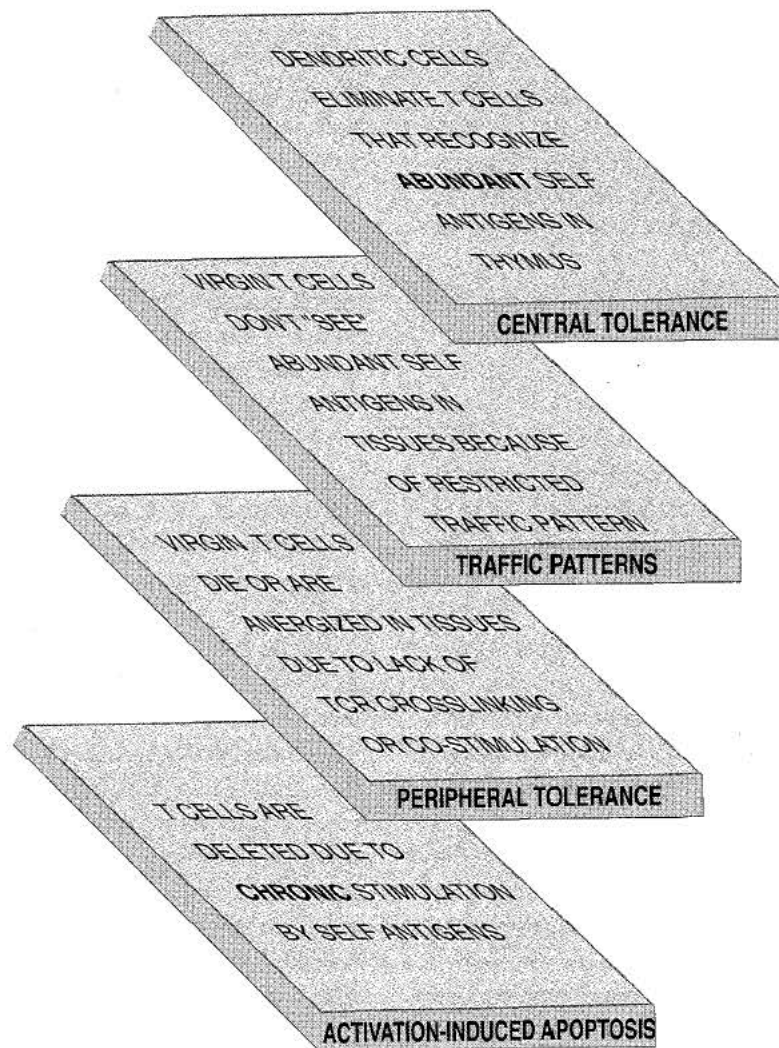 DENDRITIC CELLS
ELIMINATE T CELLS
THAT RECOGNIZE
ABUNDANT SELF
ANTIGENS IN
THYMUS
CENTRAL TOLERANCE
VIRGIN T CELLS
DON'T "SEE"
ABUNDANT SELF
ANTIGENS IN
TISSUES BECAUSE
OF RESTRICTED
TRAFFIC PATTERN
TRAFFIC PATTERNS
VIRGIN T CELLS
DIE OR ARE
ANERGIZED IN TISSUES
DUE TO LACK OF
TCR CROSSLINKING
OR CO-STIMULATION
PERIPHERAL TOLERANCE
T CELLS ARE
DELETED DUE TO
CHRONIC STIMULATION
BY SELF ANTIGENS
ACTIVATION-INDUCED APOPTOSIS